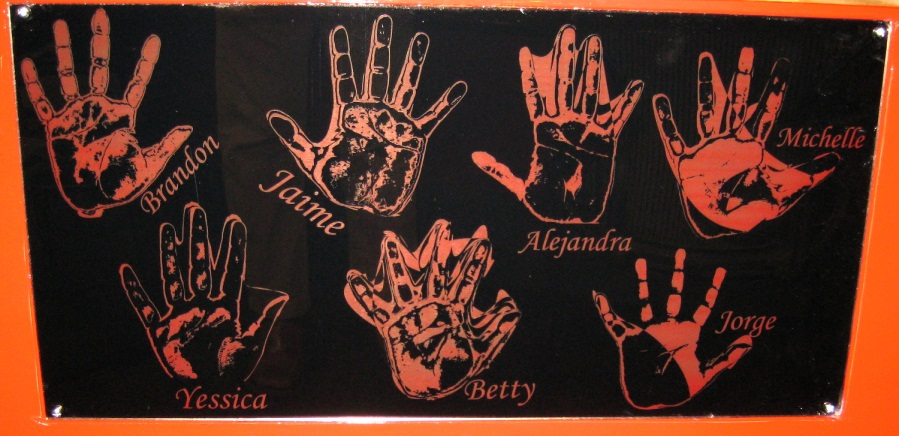 Brandon
Jaime
Alejandra
Michelle
Yessica
Betty
Jorge